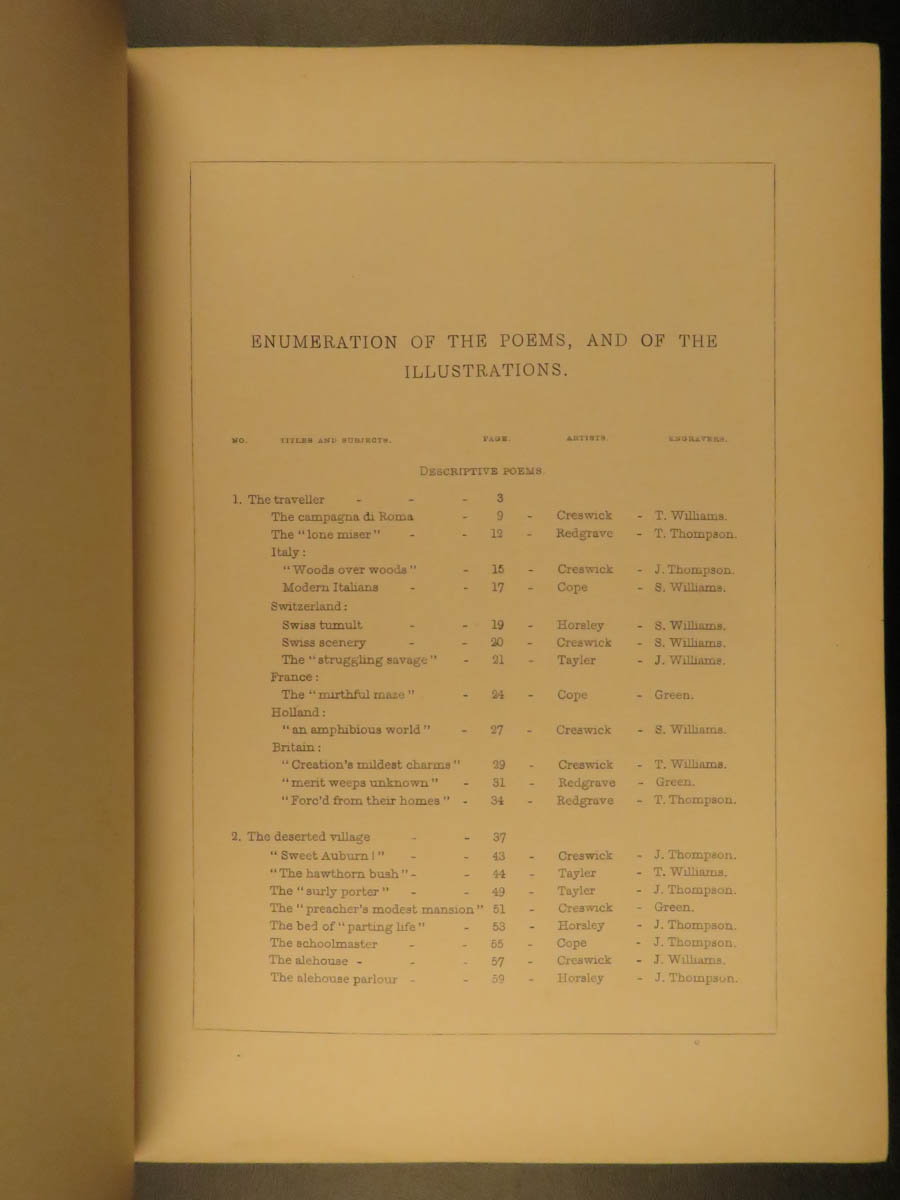 ENUMERATION OF THE POEMS, AND OF THE
ILLUSTRATIONS.
NO. TITLES AND SUBJECTS. PAGE. ARTISTS. ENGRAVERS.
DESCRIPTIVE POEMS.
1. The traveller - - - 3
The campagna di Roma - 9 - Creswick - T. Williams.
The "lone miser" - - 12 - Redgrave - T. Thompson.
Italy:
"Woods over woods" - 15 - Creswick - J. Thompson.
Modern Italians - - 17 - Cope - S. Williams.
Switzerland:
Swiss tumult - - 19 - Horsley - S. Williams.
Swiss scenery - - 20 - Creswick - S. Williams.
The "struggling savage" - 21 - Tayler - J. Williams.
France:
The "mirthful maze" - 24 - Cope - Green.
Holland:
"an amphibious world" - 27 - Creswick - S. Williams.
Britain:
"Creation's mildest charms" 29 - Creswick - T. Williams.
"merit weeps unknown" - 31 - Redgrave - Green.
"Forc'd from their homes" - 34 - Redgrave - T. Thompson.
2. The deserted village - - 37
"Sweet Auburn!" - - 43 - Creswick - J. Thompson.
"The hawthorn bush" - - 44 - Tayler - T. Williams.
The "surly porter" - - 49 - Tayler - J. Thompson.
The "preacher's modest mansion" 51 - Creswick - Green.
The bed of "parting life" - 53 - Horsley - J. Thompson.
The schoolmaster - - 55 - Cope - J. Thompson.
The alehouse - - - 57 - Creswick - J. Williams.
The alehouse parlour - - 59 - Horsley - J. Thompson.
c